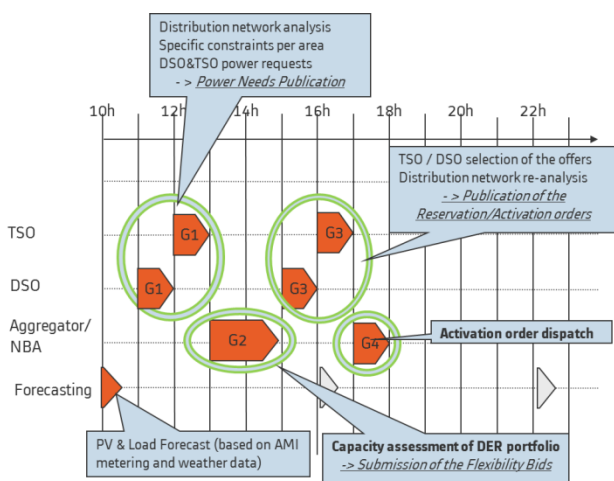 Distribution network analysis
Specific constraints per area
DSO&TSO power requests
- > Power Needs Publication
10h 12h 14h 16h 18h 20h 22h
TSO / DSO selection of the offers
Distribution network re-analysis
- > Publication of the
Reservation/Activation orders
TSO G1 G3
DSO G1 G3
Aggregator/
NBA
G2 G4 Activation order dispatch
Forecasting
PV & Load Forecast (based on AMI
metering and weather data)
Capacity assessment of DER portfolio
-> Submission of the Flexibility Bids